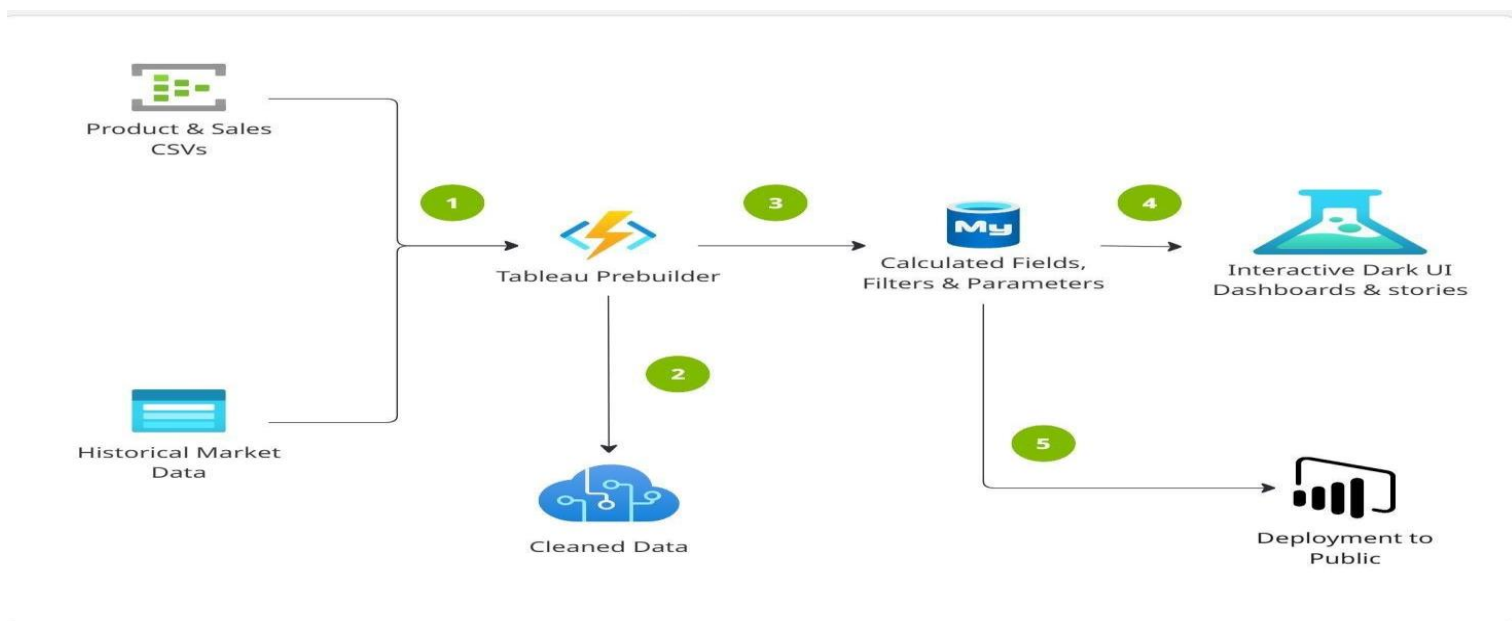 Product & Sales
CSVs
1
3
4
My
Tableau Prebuilder
Calculated Fields,
Filters & Parameters
Interactive Dark UI
Dashboards & stories
2
Historical Market
Data
5
Cleaned Data
Deployment to
Public